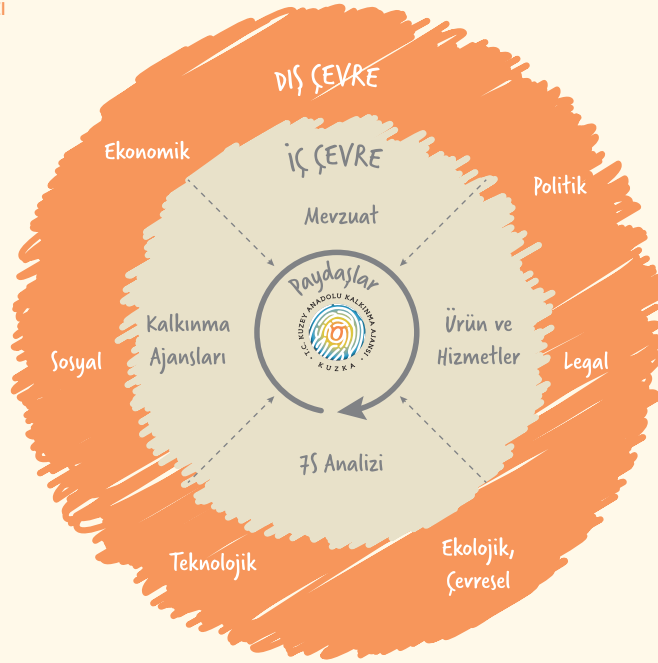 DIŞ ÇEVRE
Ekonomik
İÇ ÇEVRE
Politik
Mevzuat
Paydaşlar
T.C. KUZEY ANADOLU KALKINMA AJANSI
KUZKA
Kalkınma
Ajansları
Ürün ve
Hizmetler
Sosyal
Legal
7S Analizi
Teknolojik
Ekolojik,
Çevresel